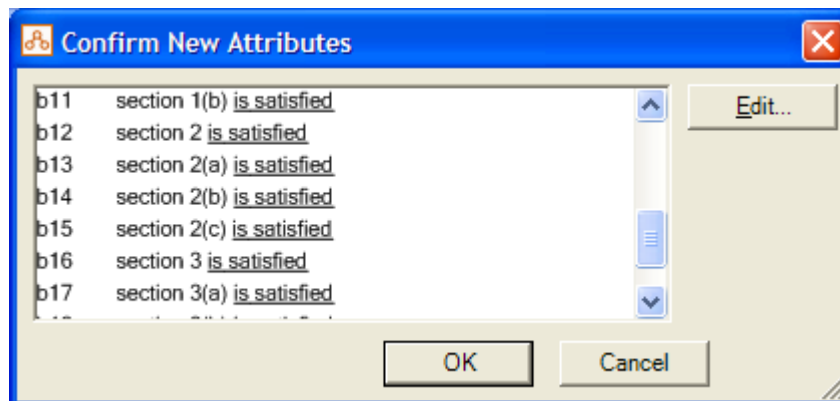 Confirm New Attributes
b11 section 1(b) is satisfied
Edit...
b12 section 2 is satisfied
b13 section 2(a) is satisfied
b14 section 2(b) is satisfied
b15 section 2(c) is satisfied
b16 section 3 is satisfied
b17 section 3(a) is satisfied
OK Cancel